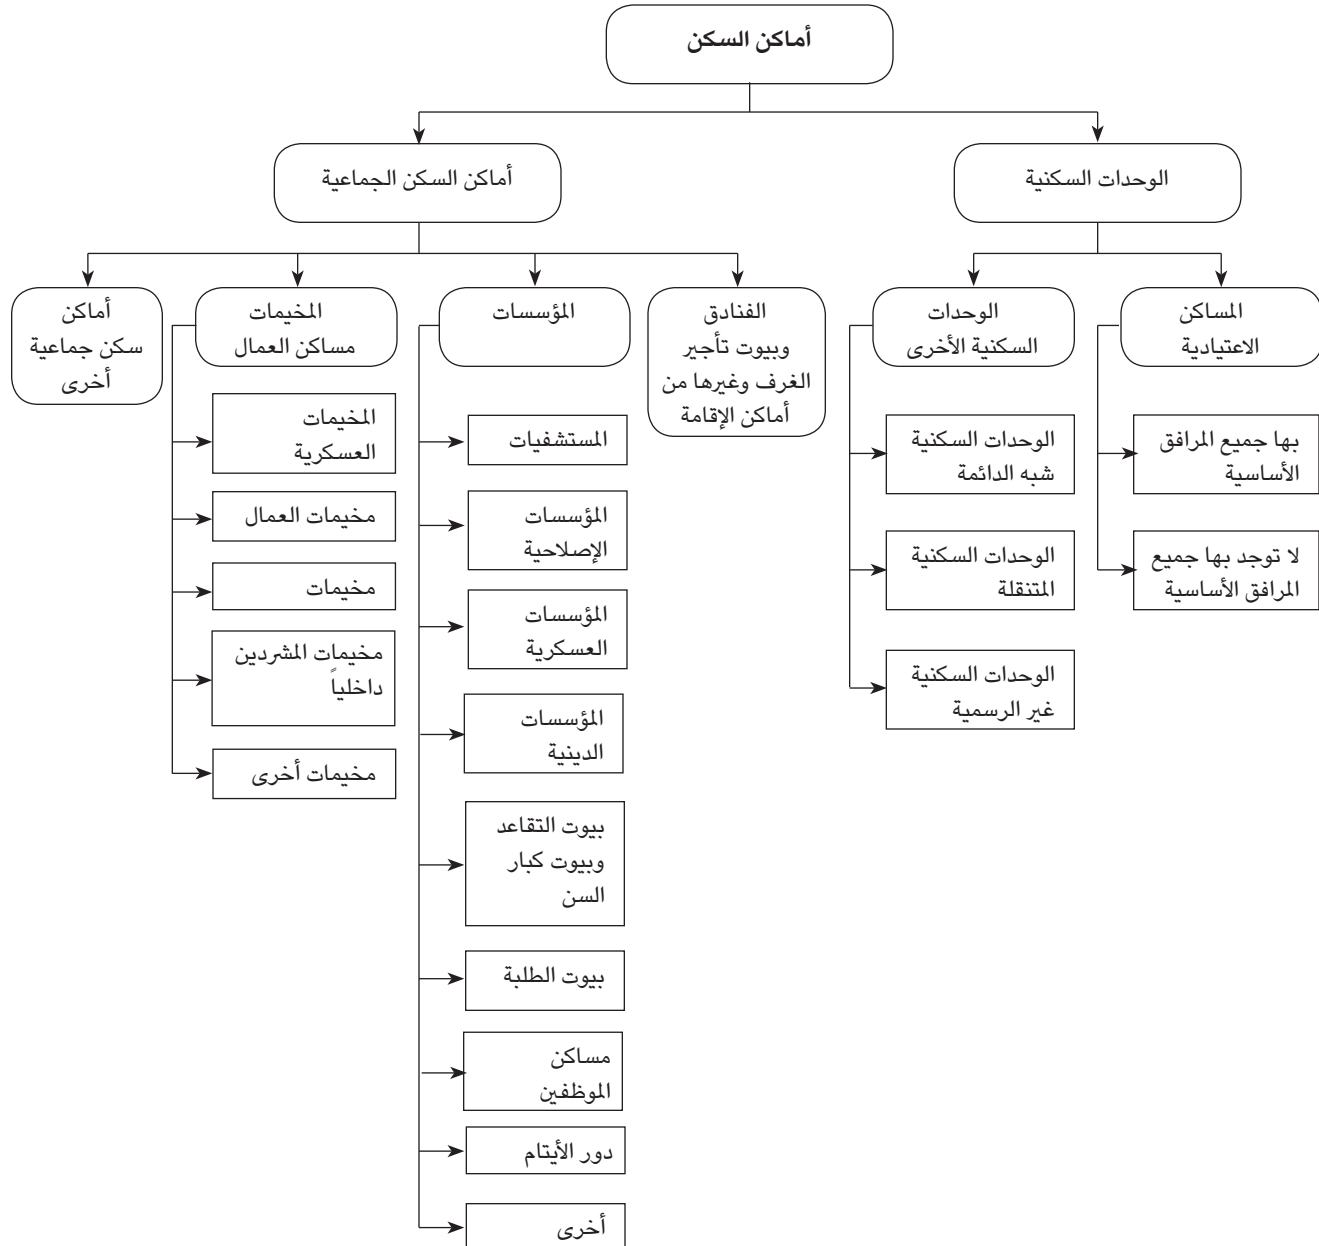 أماكن السكن
الوحدات السكنية
أماكن السكن الجماعية
المساكن
الاعتيادية
الوحدات
السكنية الأخرى
الفنادق
وبيوت تأجير
الغرف وغيرها من
أماكن الإقامة
المؤسسات
المخيمات
مساكن العمال
أماكن
سكن جماعية
أخرى
بها جميع المرافق
الأساسية
لا توجد بها جميع
المرافق الأساسية
الوحدات السكنية
شبه الدائمة
الوحدات السكنية
المتنقلة
الوحدات السكنية
غير الرسمية
المستشفيات
المؤسسات
الإصلاحية
المؤسسات
العسكرية
المؤسسات
الدينية
بيوت التقاعد
وبيوت كبار
السن
بيوت الطلبة
مساكن
الموظفين
دور الأيتام
أخرى
المخيمات
العسكرية
مخيمات العمال
مخيمات
مخيمات المشردين
داخلياً
مخيمات أخرى